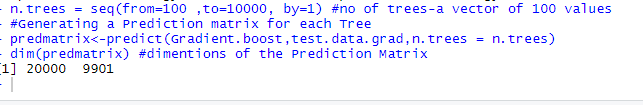 n.trees = seq(from=100 ,to=10000, by=1) #no of trees-a vector of 100 values
#Generating a Prediction matrix for each Tree
predmatrix<-predict(Gradient.boost,test.data.grad,n.trees = n.trees)
dim(predmatrix) #dimentions of the Prediction Matrix
[1] 20000  9901